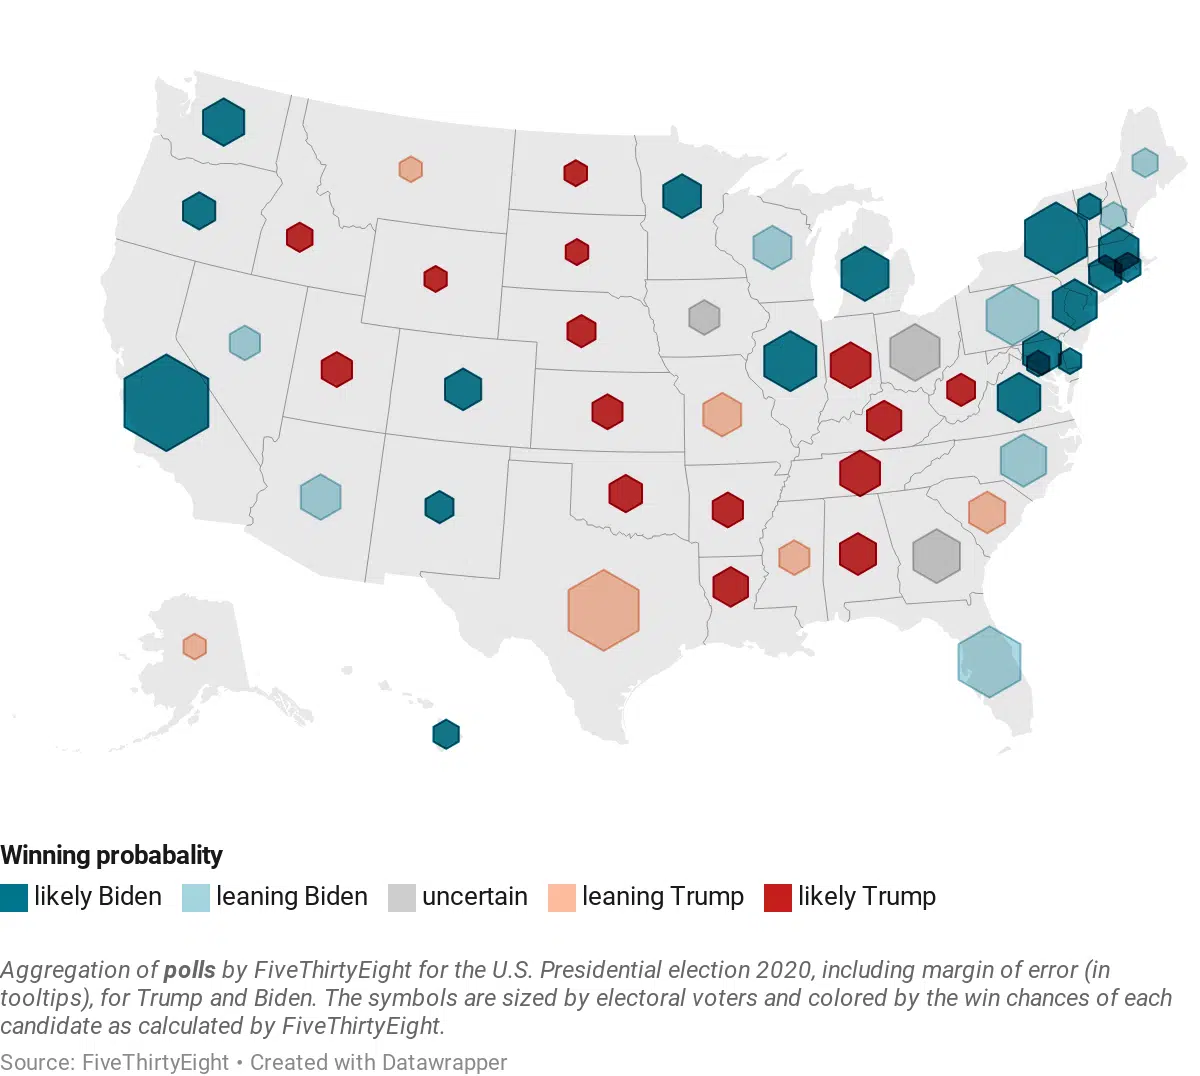 Winning probabality
likely Biden leaning Biden uncertain leaning Trump likely Trump
Aggregation of polls by FiveThirtyEight for the U.S. Presidential election 2020, including margin of error (in
tooltips), for Trump and Biden. The symbols are sized by electoral voters and colored by the win chances of each
candidate as calculated by FiveThirtyEight.
Source: FiveThirtyEight • Created with Datawrapper